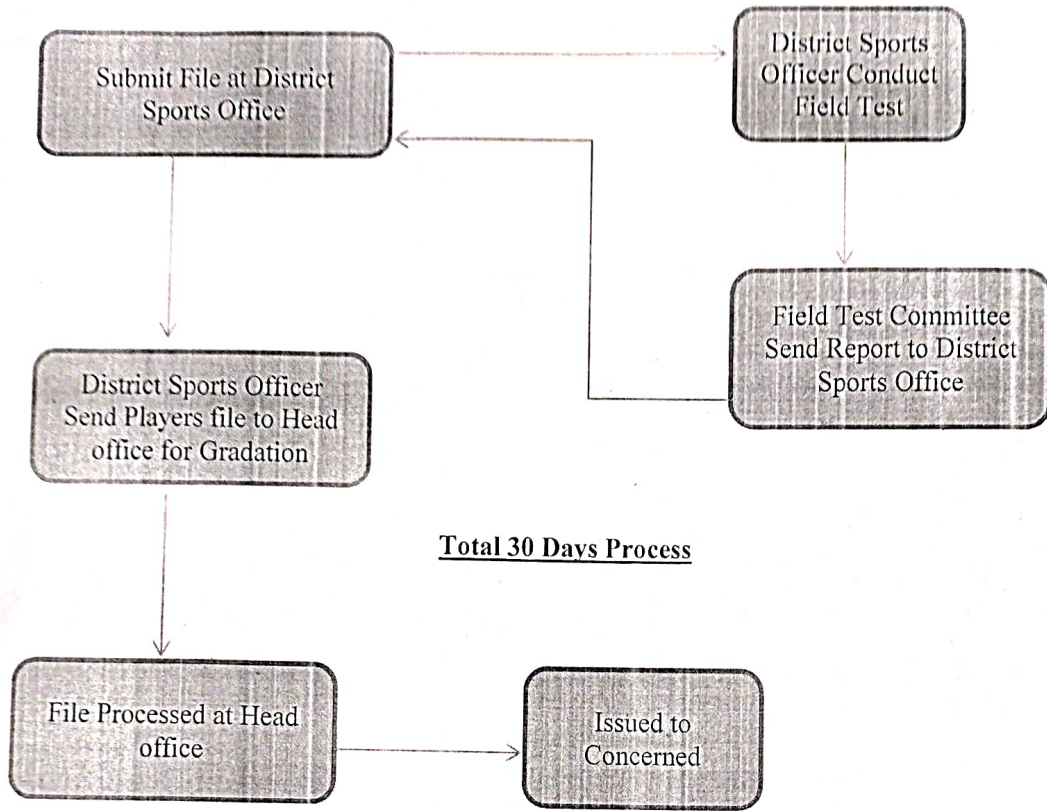 Submit File at District
Sports Office
District Sports
Officer Conduct
Field Test
Field Test Committee
Send Report to District
Sports Office
District Sports Officer
Send Players file to Head
office for Gradation
Total 30 Days Process
File Processed at Head
office
Issued to
Concerned